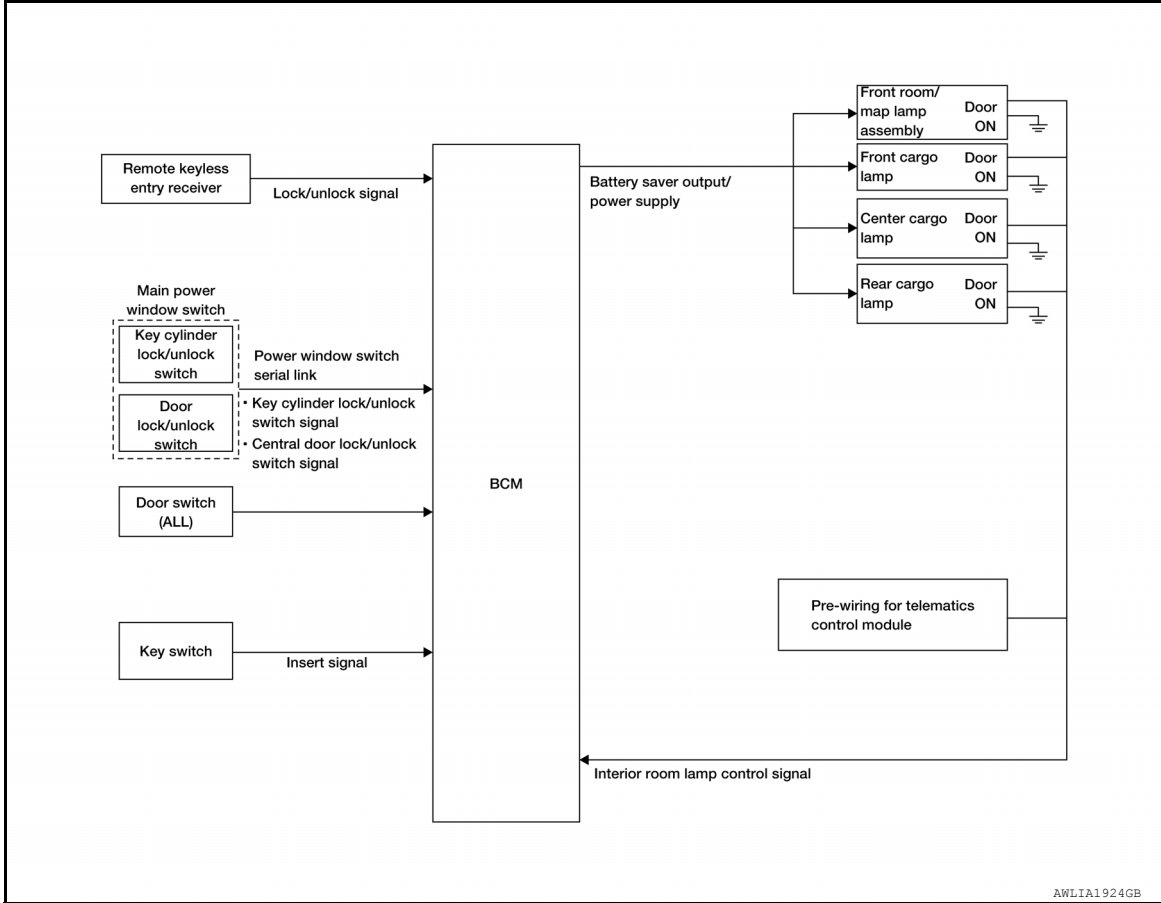 Remote keyless
entry receiver
Lock/unlock signal
Main power
window switch
Key cylinder
lock/unlock
switch
Door
lock/unlock
switch
Power window switch
serial link
· Key cylinder lock/unlock
switch signal
· Central door lock/unlock
switch signal
Door switch
(ALL)
Key switch
Insert signal
BCM
Battery saver output/
power supply
Front room/
map lamp
assembly
Door
ON
Front cargo
lamp
Door
ON
Center cargo
lamp
Door
ON
Rear cargo
lamp
Door
ON
Pre-wiring for telematics
control module
Interior room lamp control signal
AWLIA1924GB